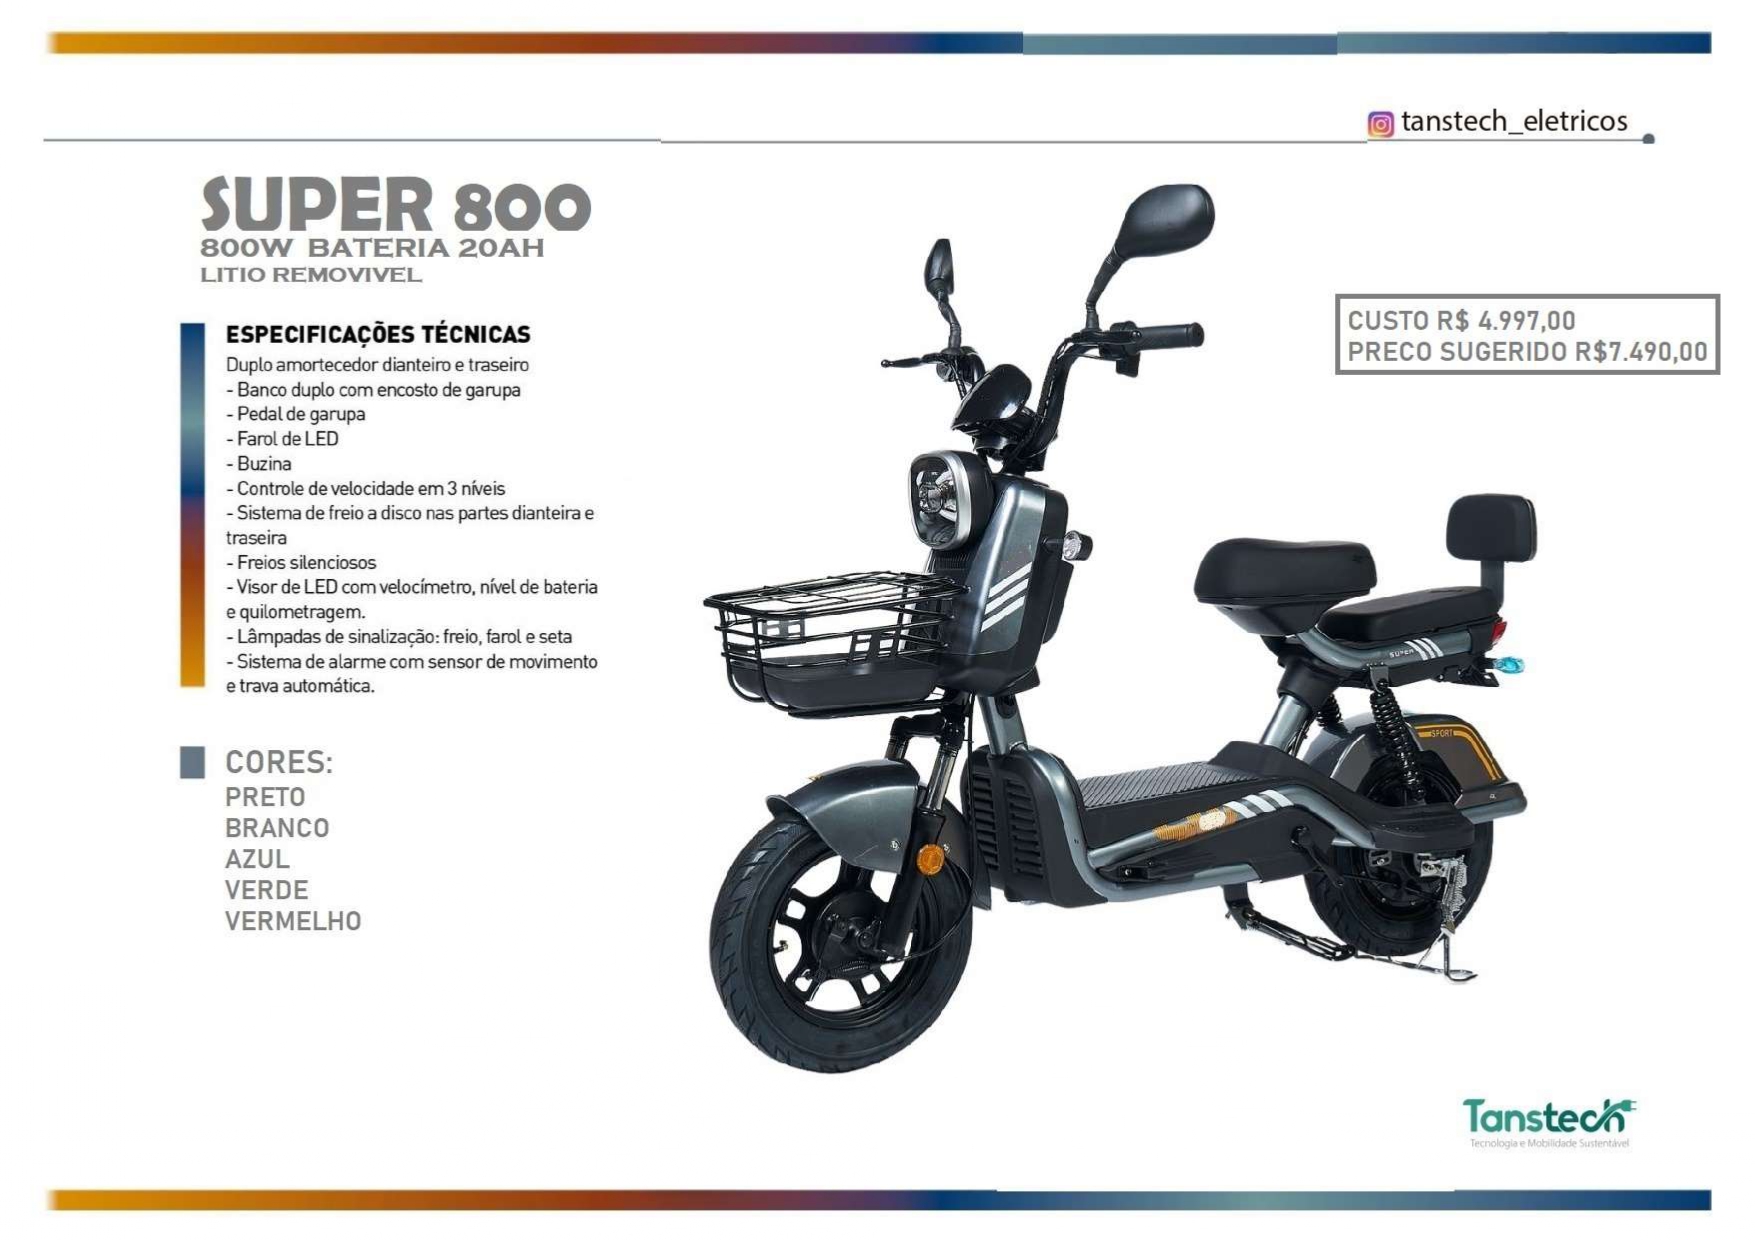 tanstech_eletricos
SUPER 800
800W BATERIA 20AH
LITIO REMOVIVEL
CUSTO R$ 4.997,00
PRECO SUGERIDO R$7.490,00
ESPECIFICAÇÕES TÉCNICAS
Duplo amortecedor dianteiro e traseiro
- Banco duplo com encosto de garupa
- Pedal de garupa
- Farol de LED
- Buzina
- Controle de velocidade em 3 níveis
- Sistema de freio a disco nas partes dianteira e
traseira
- Freios silenciosos
- Visor de LED com velocímetro, nível de bateria
e quilometragem.
- Lâmpadas de sinalização: freio, farol e seta
- Sistema de alarme com sensor de movimento
e trava automática.
CORES:
PRETO
BRANCO
AZUL
VERDE
VERMELHO
SUPER
SPORT
Tanstech
Tecnologia e Mobilidade Sustentável